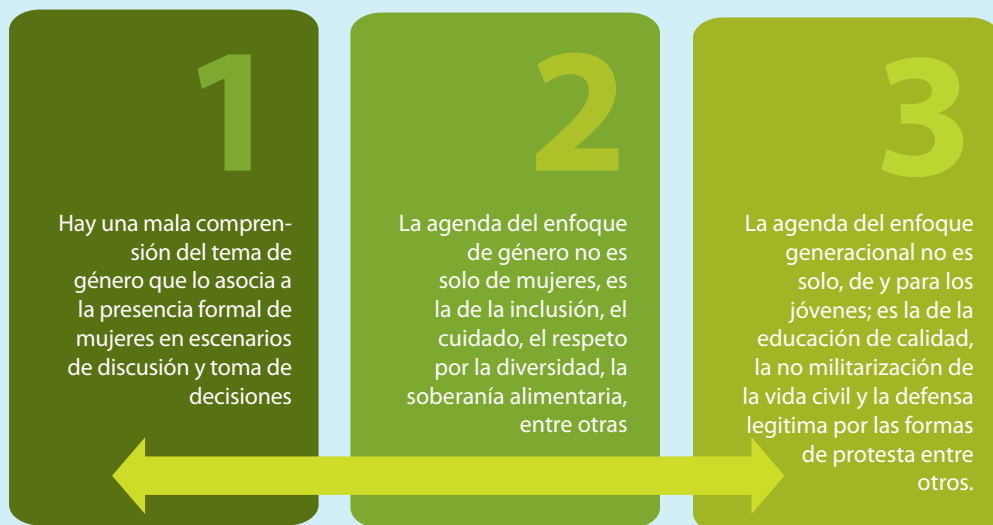 1
Hay una mala compren-
sión del tema de
género que lo asocia a
la presencia formal de
mujeres en escenarios
de discusión y toma de
decisiones
2
La agenda del enfoque
de género no es
solo de mujeres, es
la de la inclusión, el
cuidado, el respeto
por la diversidad, la
soberanía alimentaria,
entre otras
3
La agenda del enfoque
generacional no es
solo, de y para los
jóvenes; es la de la
educación de calidad,
la no militarización de
la vida civil y la defensa
legitima por las formas
de protesta entre
otros.